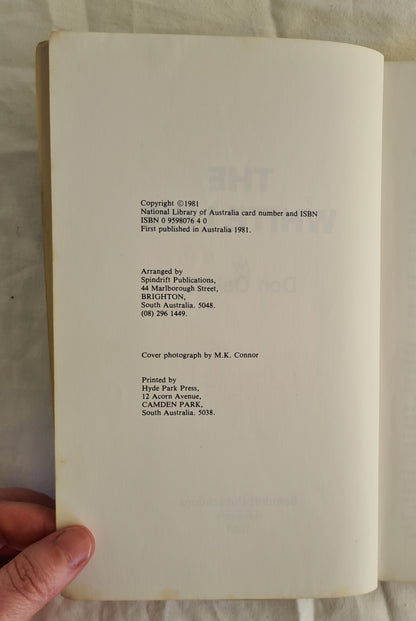 Copyright ©1981
National Library of Australia card number and ISBN
ISBN 0 9598076 4 0
First published in Australia 1981.
Arranged by
Spindrift Publications,
44 Marlborough Street,
BRIGHTON,
South Australia. 5048.
(08) 296 1449.
Cover photograph by M.K. Connor
Printed by
Hyde Park Press,
12 Acorn Avenue,
CAMDEN PARK,
South Australia. 5038.